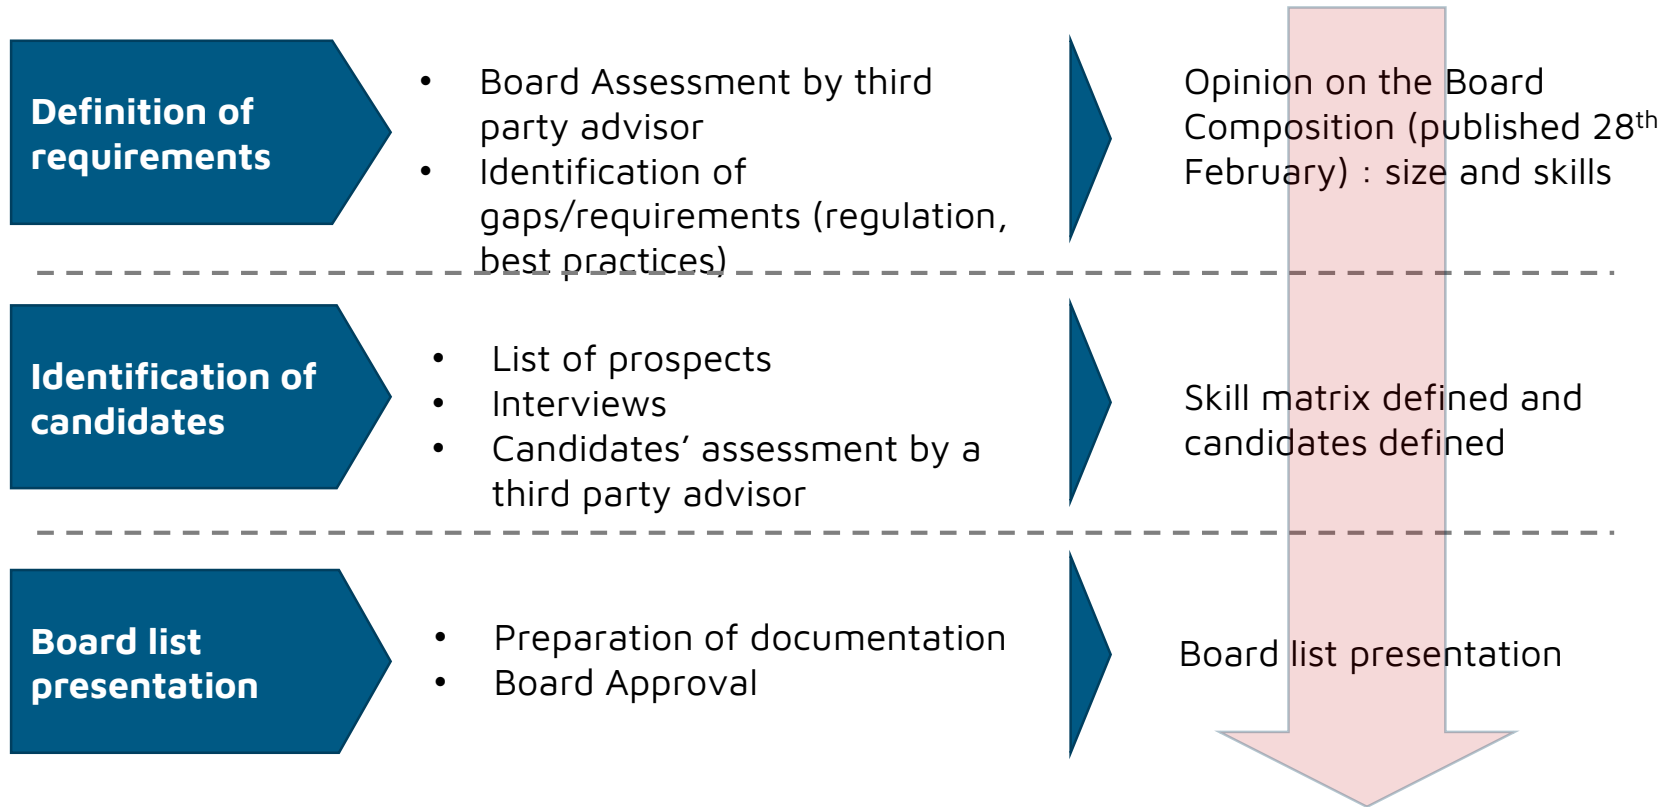 Definition of
requirements
• Board Assessment by third
party advisor
• Identification of
gaps/requirements (regulation,
best practices)
Opinion on the Board
Composition (published 28th
February) : size and skills
Identification of
candidates
• List of prospects
• Interviews
• Candidates’ assessment by a
third party advisor
Skill matrix defined and
candidates defined
Board list
presentation
• Preparation of documentation
• Board Approval
Board list presentation